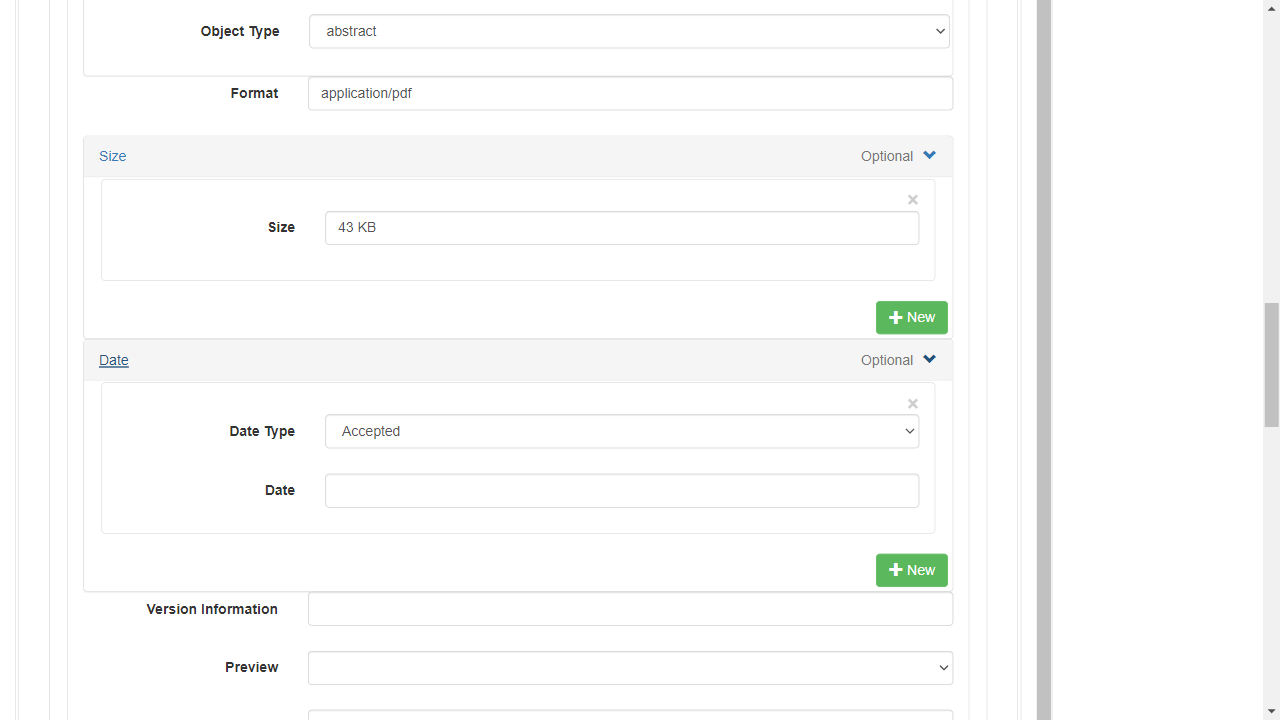 Object Type abstract
Format application/pdf
Size Optional
×
Size 43 KB
New
Date Optional
×
Date Type Accepted
Date
New
Version Information
Preview